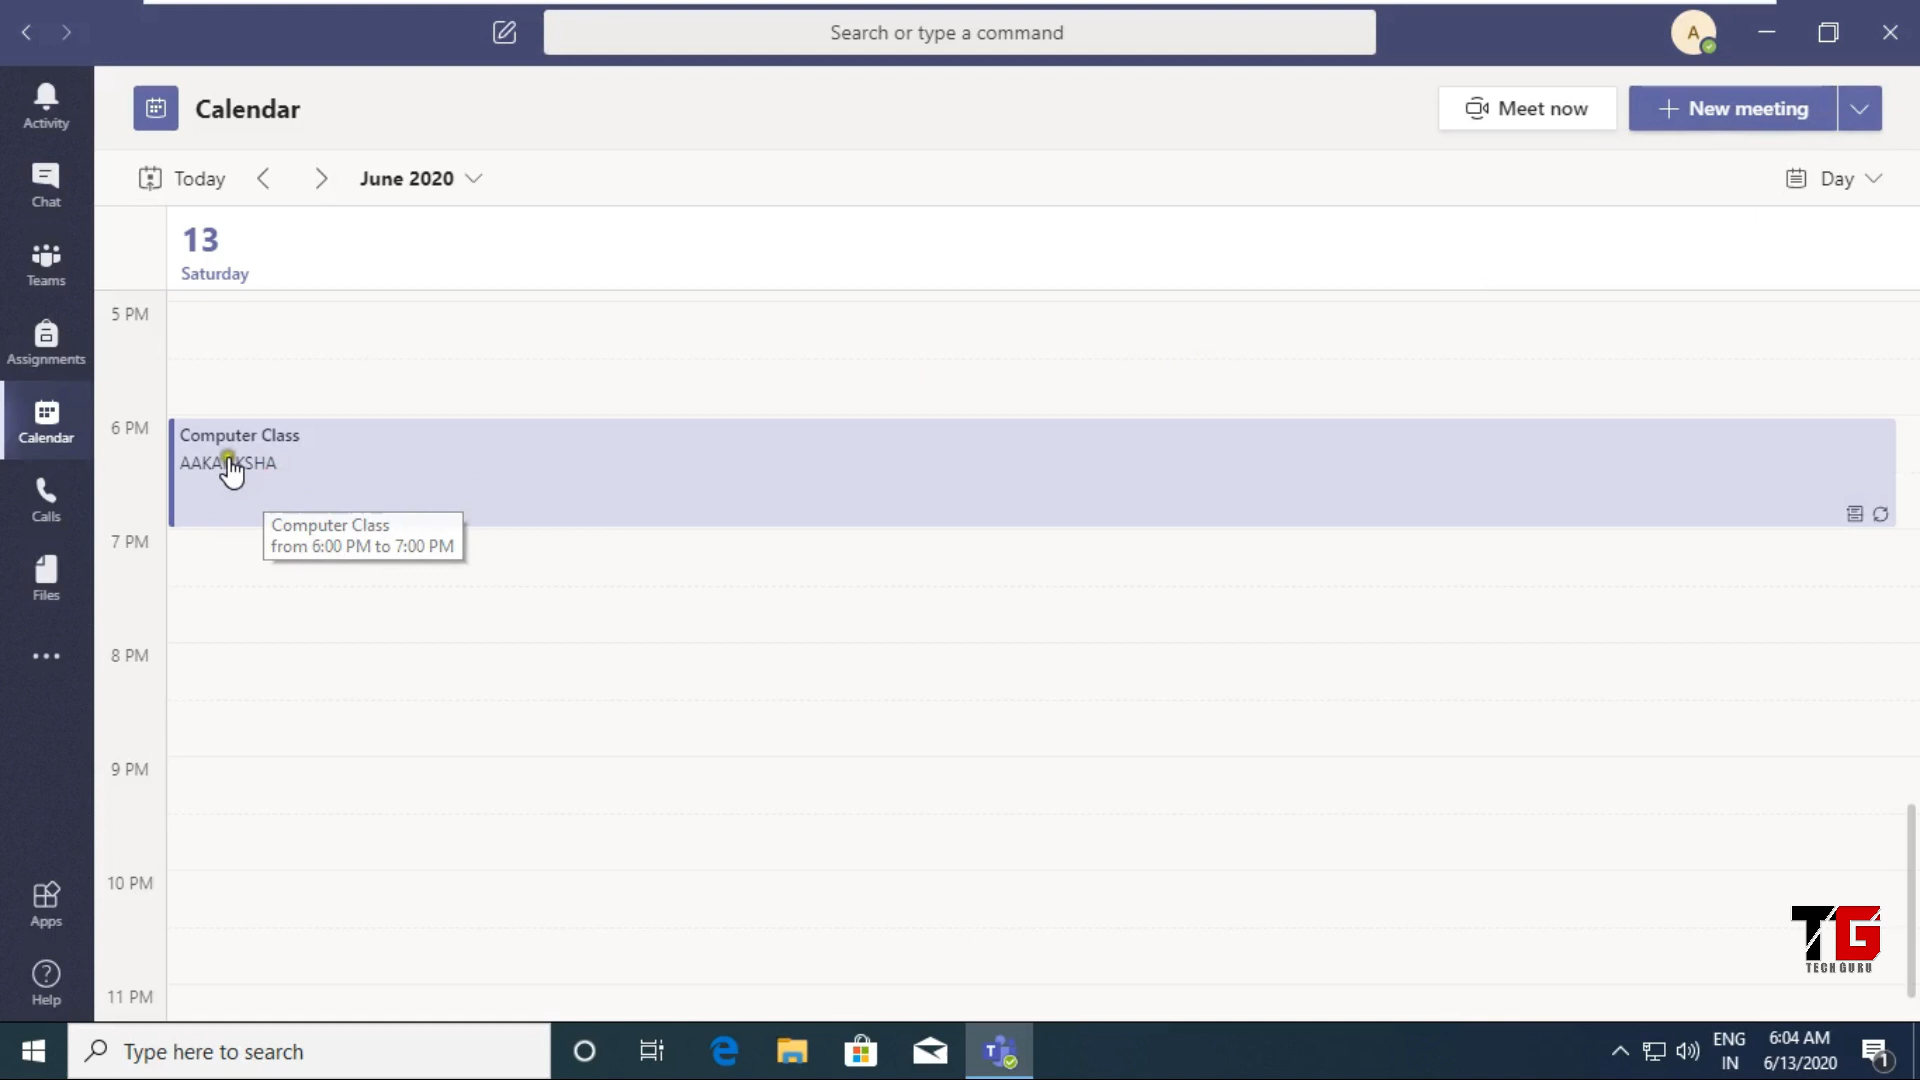 Search or type a command
A
Activity
Chat
Teams
Assignments
Calendar
Calls
Files
Apps
Help
Calendar
Meet now
New meeting
Today
June 2020
Day
13
Saturday
5 PM
6 PM
Computer Class
Computer Class
from 6:00 PM to 7:00 PM
7 PM
8 PM
9 PM
10 PM
11 PM
TG
TECH GURU
Type here to search
ENG
IN
6:04 AM
6/13/2020
1